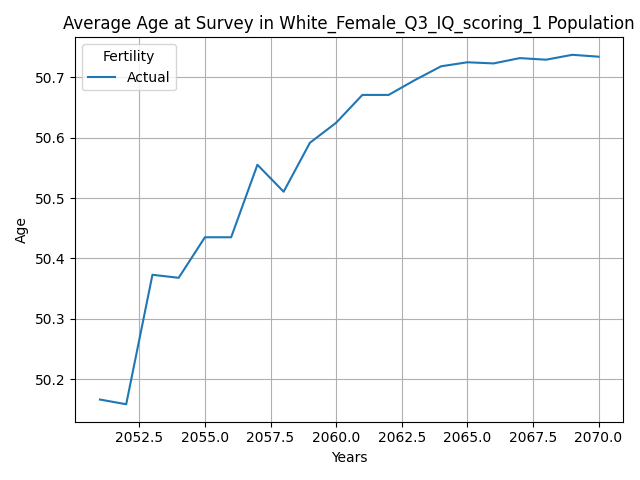 Average Age at Survey in White_Female_Q3_IQ_scoring_1 Population
Fertility
Actual
50.7
50.6
50.5
50.4
50.3
50.2
Age
2052.5 2055.0 2057.5 2060.0 2062.5 2065.0 2067.5 2070.0
Years